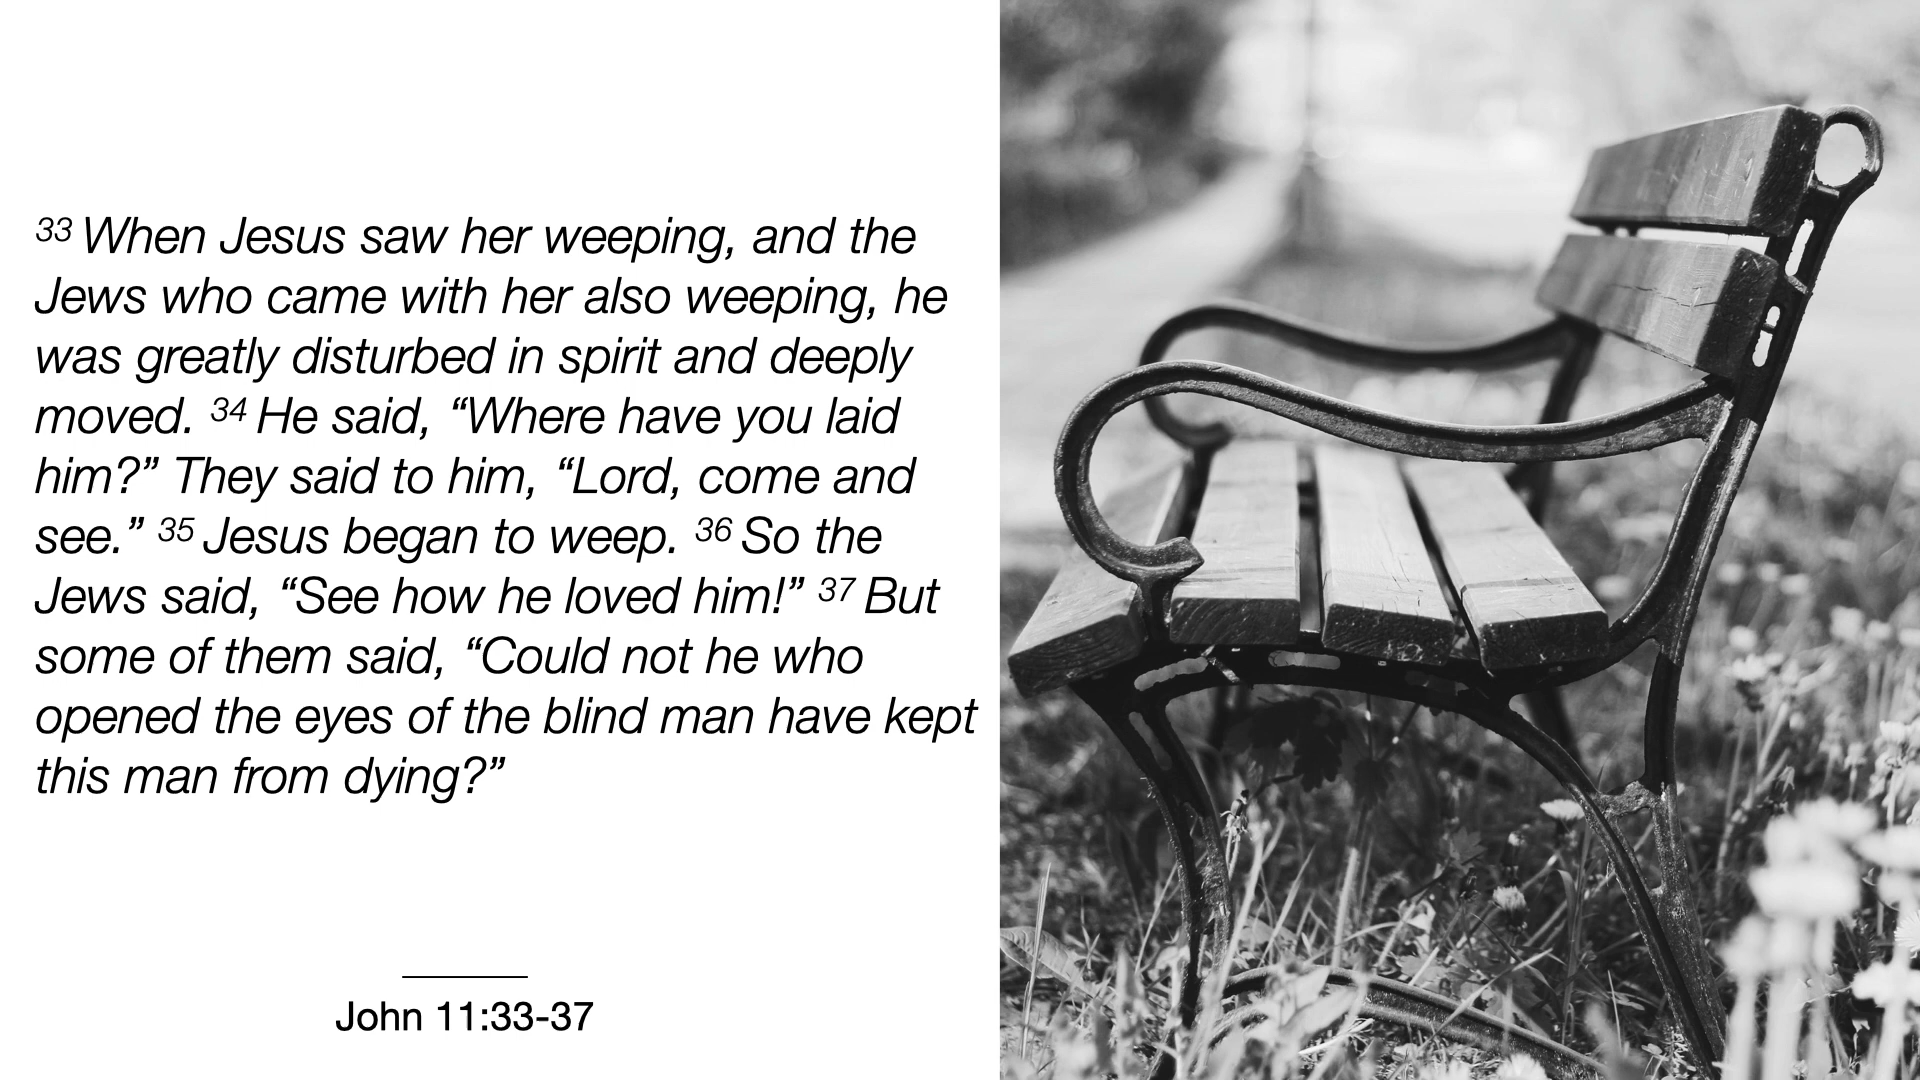 33 When Jesus saw her weeping, and the
Jews who came with her also weeping, he
was greatly disturbed in spirit and deeply
moved. 34 He said, “Where have you laid
him?” They said to him, “Lord, come and
see.” 35 Jesus began to weep. 36 So the
Jews said, “See how he loved him!” 37 But
some of them said, “Could not he who
opened the eyes of the blind man have kept
this man from dying?”
John 11:33-37